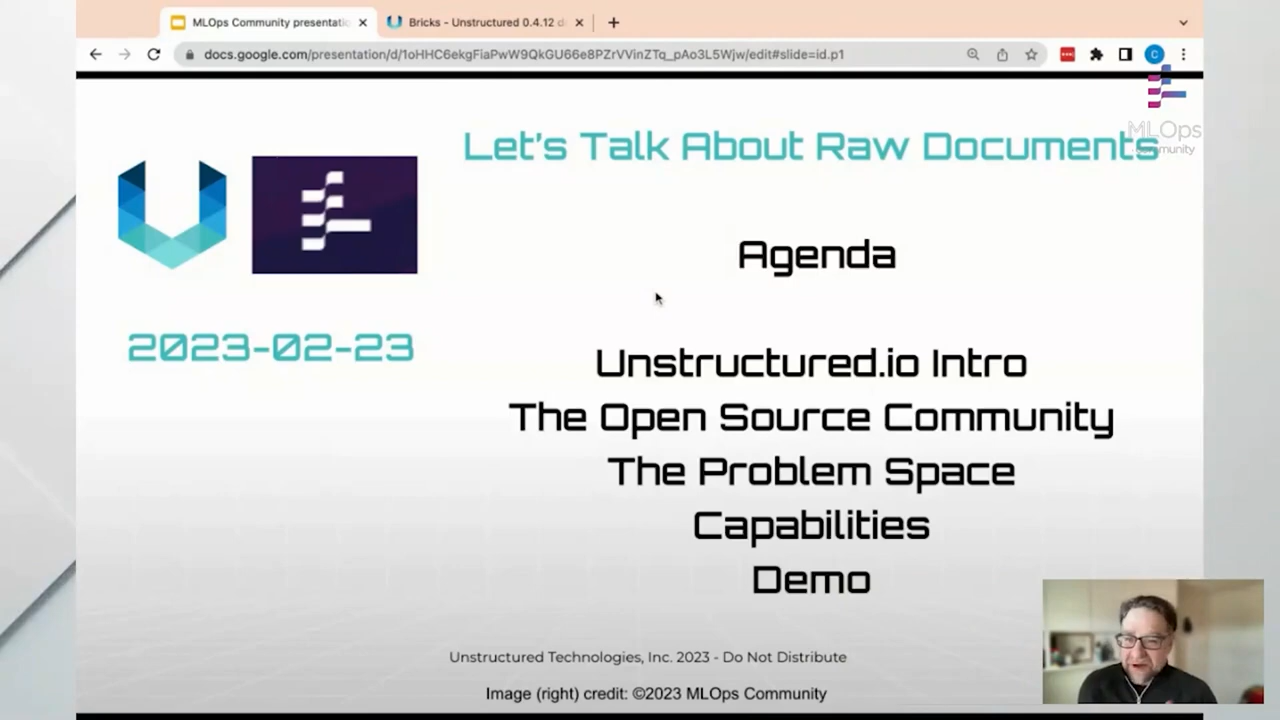 MLOps Community presentatio
Bricks - Unstructured 0.4.12 d
docs.google.com/presentation/d/1oHHC6ekgFiaPwW9QkGU66e8PZrVVinZTq_pAo3L5Wjw/edit#slide=id.p1
C
MLOps
community
Let's Talk About Raw Documents
Agenda
2023-02-23
Unstructured.io Intro
The Open Source Community
The Problem Space
Capabilities
Demo
Unstructured Technologies, Inc. 2023 - Do Not Distribute
Image (right) credit: ©2023 MLOps Community